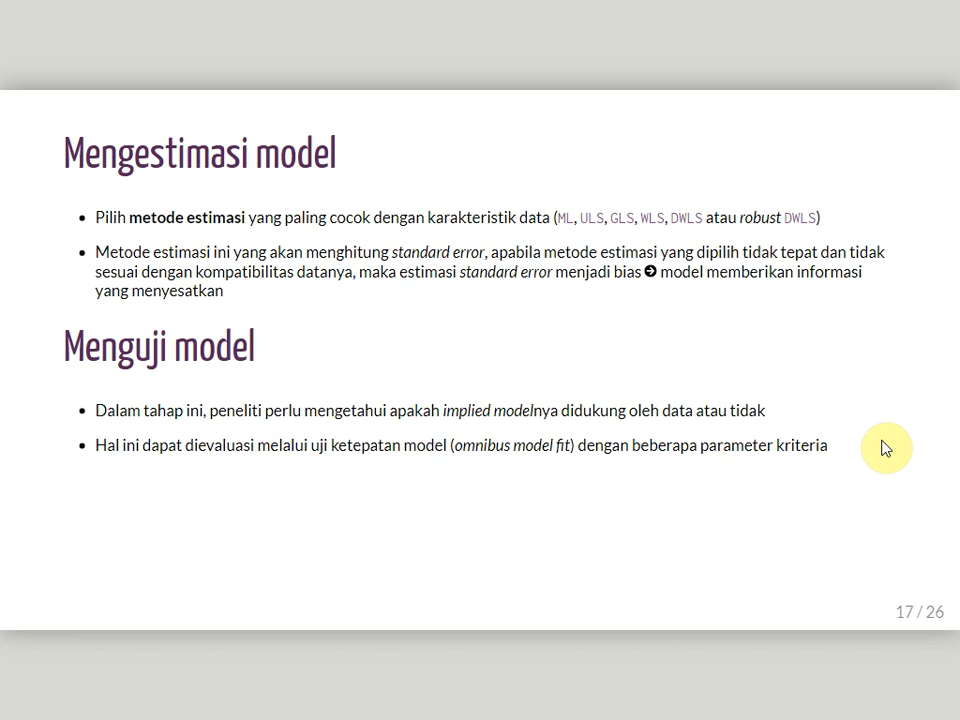 Mengestimasi model
• Pilih metode estimasi yang paling cocok dengan karakteristik data (ML, ULS, GLS, WLS, DWLS atau robust DWLS)
• Metode estimasi ini yang akan menghitung standard error, apabila metode estimasi yang dipilih tidak tepat dan tidak
sesuai dengan kompatibilitas datanya, maka estimasi standard error menjadi bias ➔ model memberikan informasi
yang menyesatkan
Menguji model
• Dalam tahap ini, peneliti perlu mengetahui apakah implied modelnya didukung oleh data atau tidak
• Hal ini dapat dievaluasi melalui uji ketepatan model (omnibus model fit) dengan beberapa parameter kriteria
17 / 26